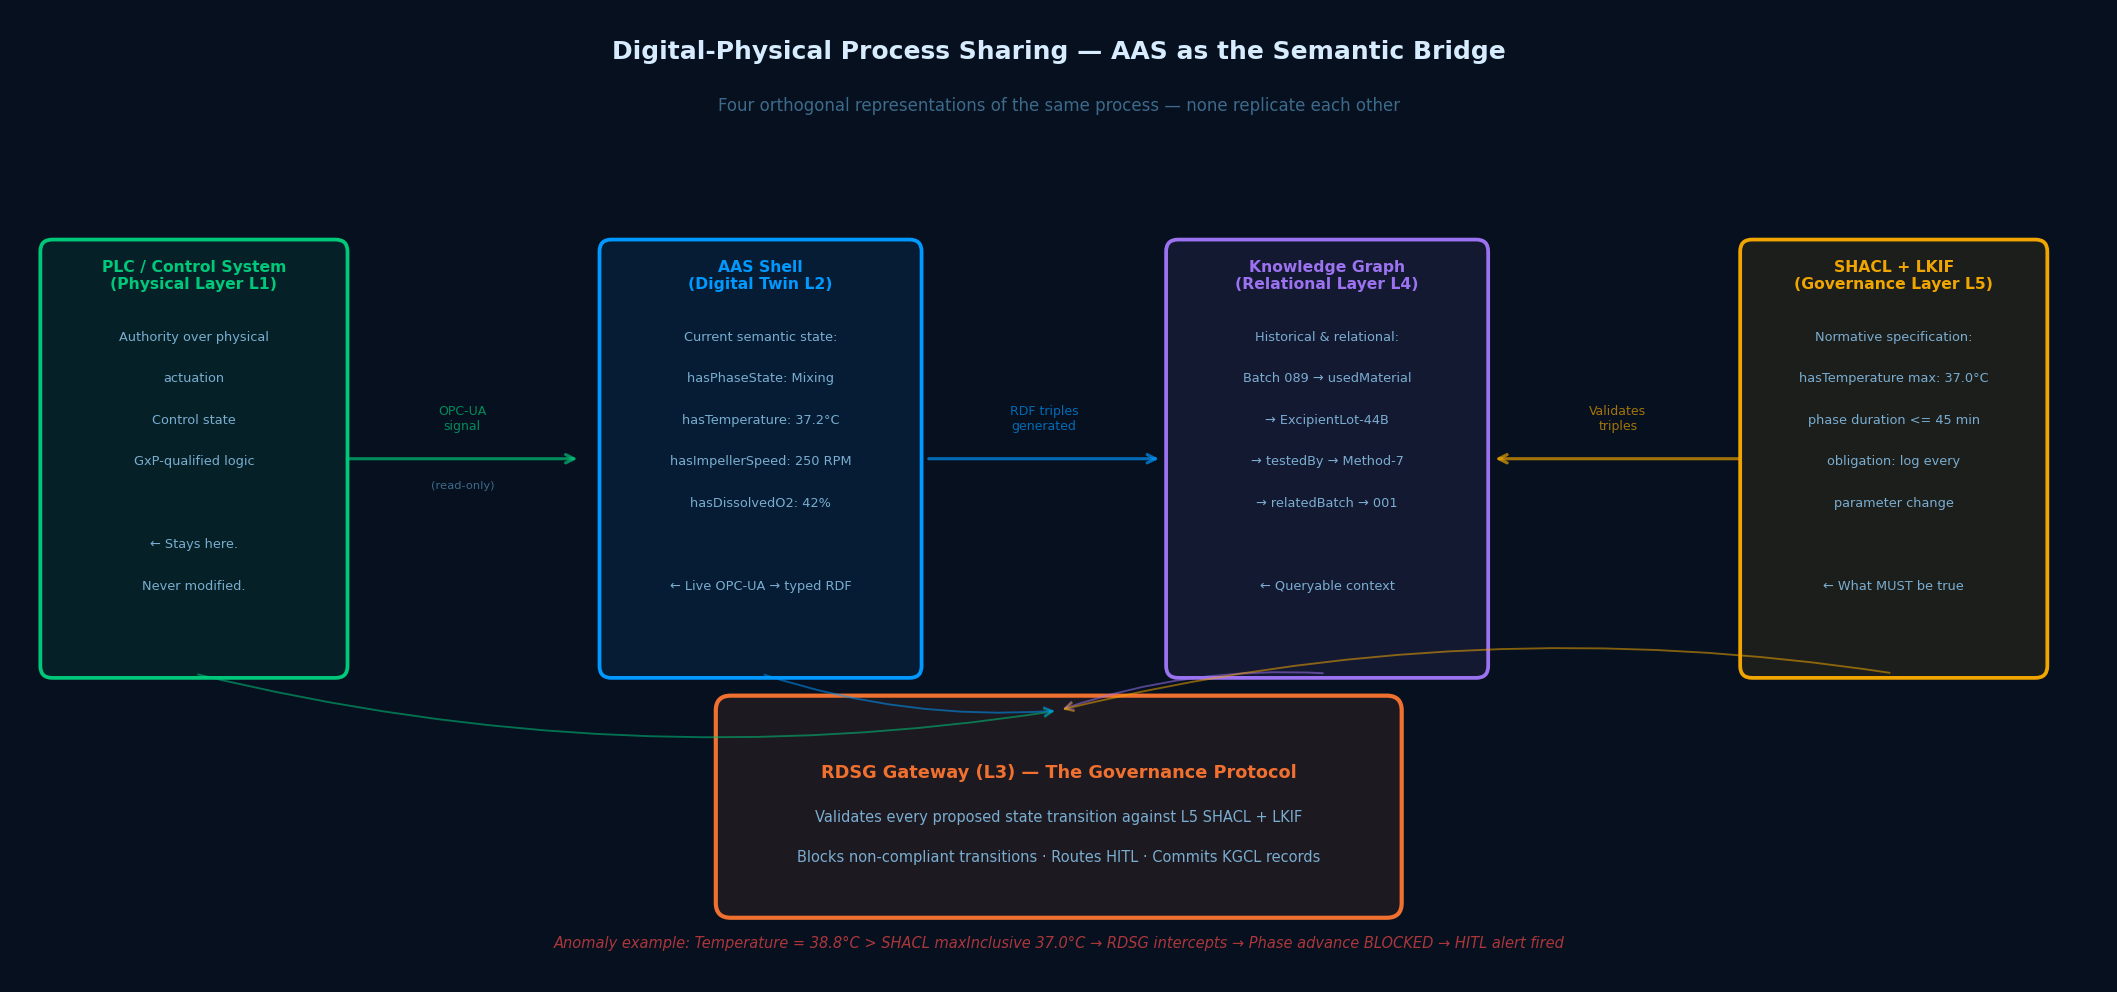 Digital-Physical Process Sharing — AAS as the Semantic Bridge
Four orthogonal representations of the same process — none replicate each other
PLC / Control System
(Physical Layer L1)
Authority over physical
actuation
Control state
GxP-qualified logic
← Stays here.
Never modified.
OPC-UA
signal
(read-only)
AAS Shell
(Digital Twin L2)
Current semantic state:
hasPhaseState: Mixing
hasTemperature: 37.2°C
hasImpellerSpeed: 250 RPM
hasDissolvedO2: 42%
← Live OPC-UA → typed RDF
RDF triples
generated
Knowledge Graph
(Relational Layer L4)
Historical & relational:
Batch 089 → usedMaterial
→ ExcipientLot-44B
→ testedBy → Method-7
→ relatedBatch → 001
← Queryable context
Validates
triples
SHACL + LKIF
(Governance Layer L5)
Normative specification:
hasTemperature max: 37.0°C
phase duration <= 45 min
obligation: log every
parameter change
← What MUST be true
RDSG Gateway (L3) — The Governance Protocol
Validates every proposed state transition against L5 SHACL + LKIF
Blocks non-compliant transitions · Routes HITL · Commits KGCL records
Anomaly example: Temperature = 38.8°C > SHACL maxInclusive 37.0°C → RDSG intercepts → Phase advance BLOCKED → HITL alert fired